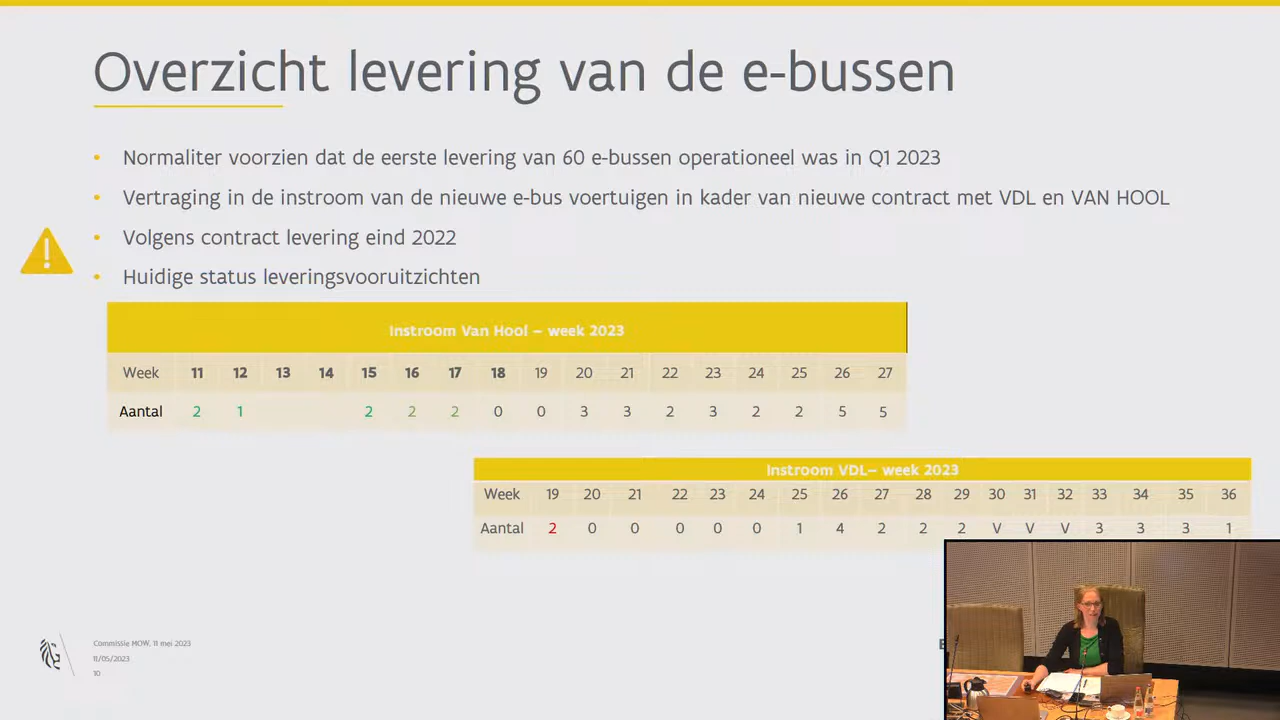 Overzicht levering van de e-bussen
• Normaliter voorzien dat de eerste levering van 60 e-bussen operationeel was in Q1 2023
• Vertraging in de instroom van de nieuwe e-bus voertuigen in kader van nieuwe contract met VDL en VAN HOOL
• Volgens contract levering eind 2022
• Huidige status leveringsvooruitzichten
Instroom Van Hool – week 2023
Week 11 12 13 14 15 16 17 18 19 20 21 22 23 24 25 26 27
Aantal 2 1 2 2 2 0 0 3 3 2 3 2 2 5 5
Instroom VDL– week 2023
Week 19 20 21 22 23 24 25 26 27 28 29 30 31 32 33 34 35 36
Aantal 2 0 0 0 0 0 1 4 2 2 2 V V V 3 3 3 1
Commissie MOW, 11 mei 2023
11/05/2023
10